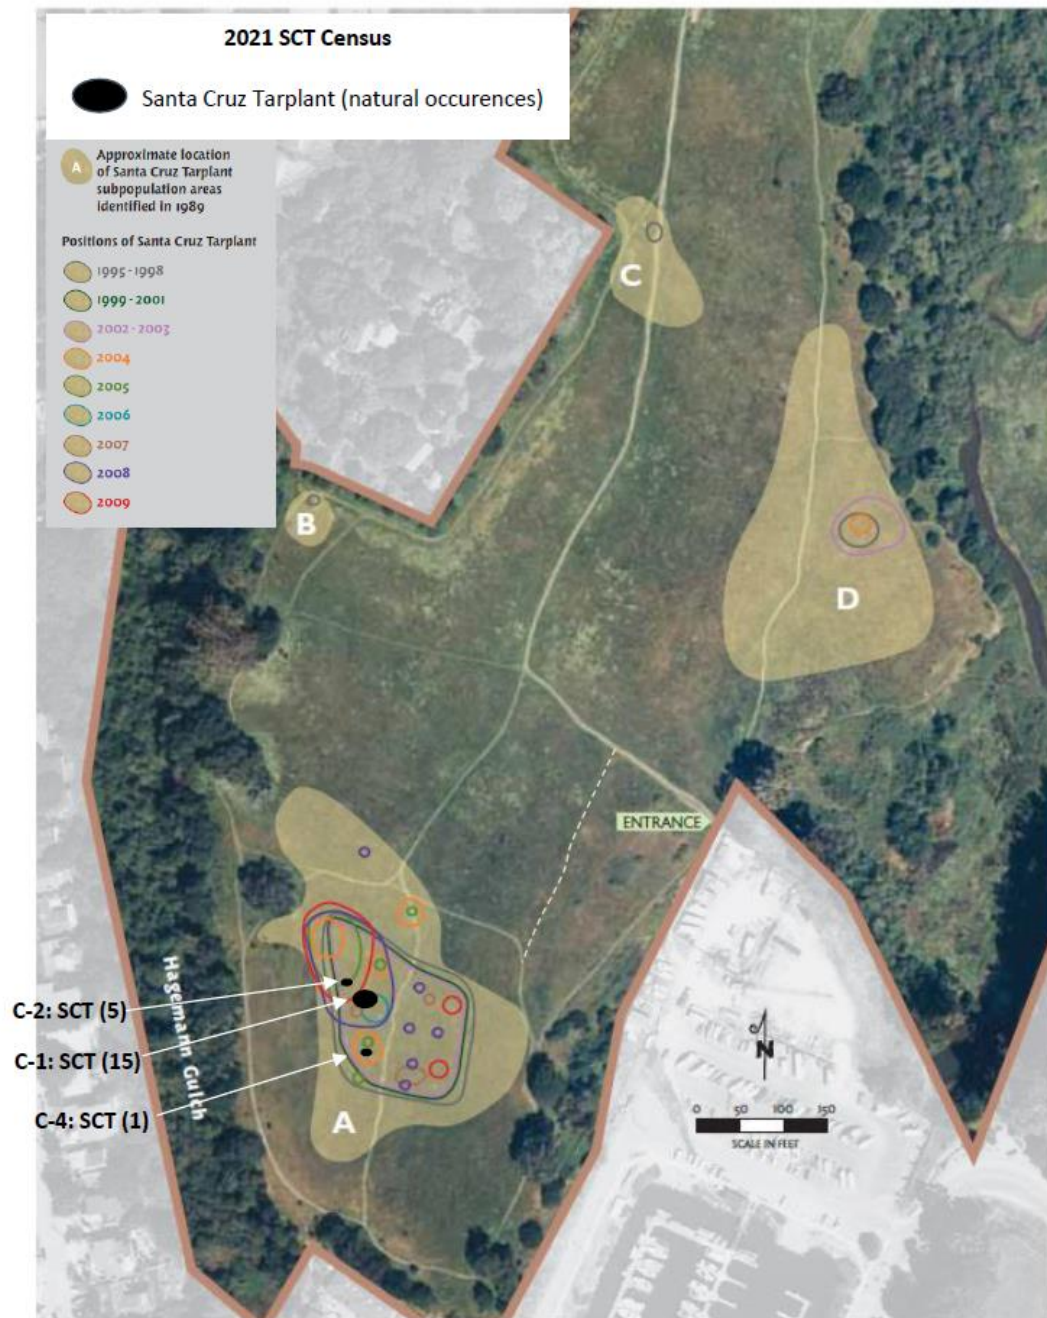 2021 SCT Census
Santa Cruz Tarplant (natural occurences)
A
Approximate location
of Santa Cruz Tarplant
subpopulation areas
identified in 1989
Positions of Santa Cruz Tarplant
1995-1998
1999-2001
2002-2003
2004
2005
2006
2007
2008
2009
C
B
D
ENTRANCE
Hagemann Gulch
C-2: SCT (5)
C-1: SCT (15)
C-4: SCT (1)
A
N
0 50 100 150
SCALE IN FEET